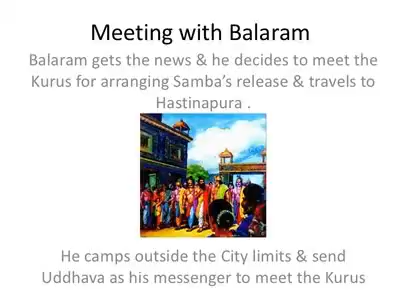 Meeting with Balaram
Balaram gets the news & he decides to meet the
Kurus for arranging Samba's release & travels to
Hastinapura .
He camps outside the City limits & send
Uddhava as his messenger to meet the Kurus